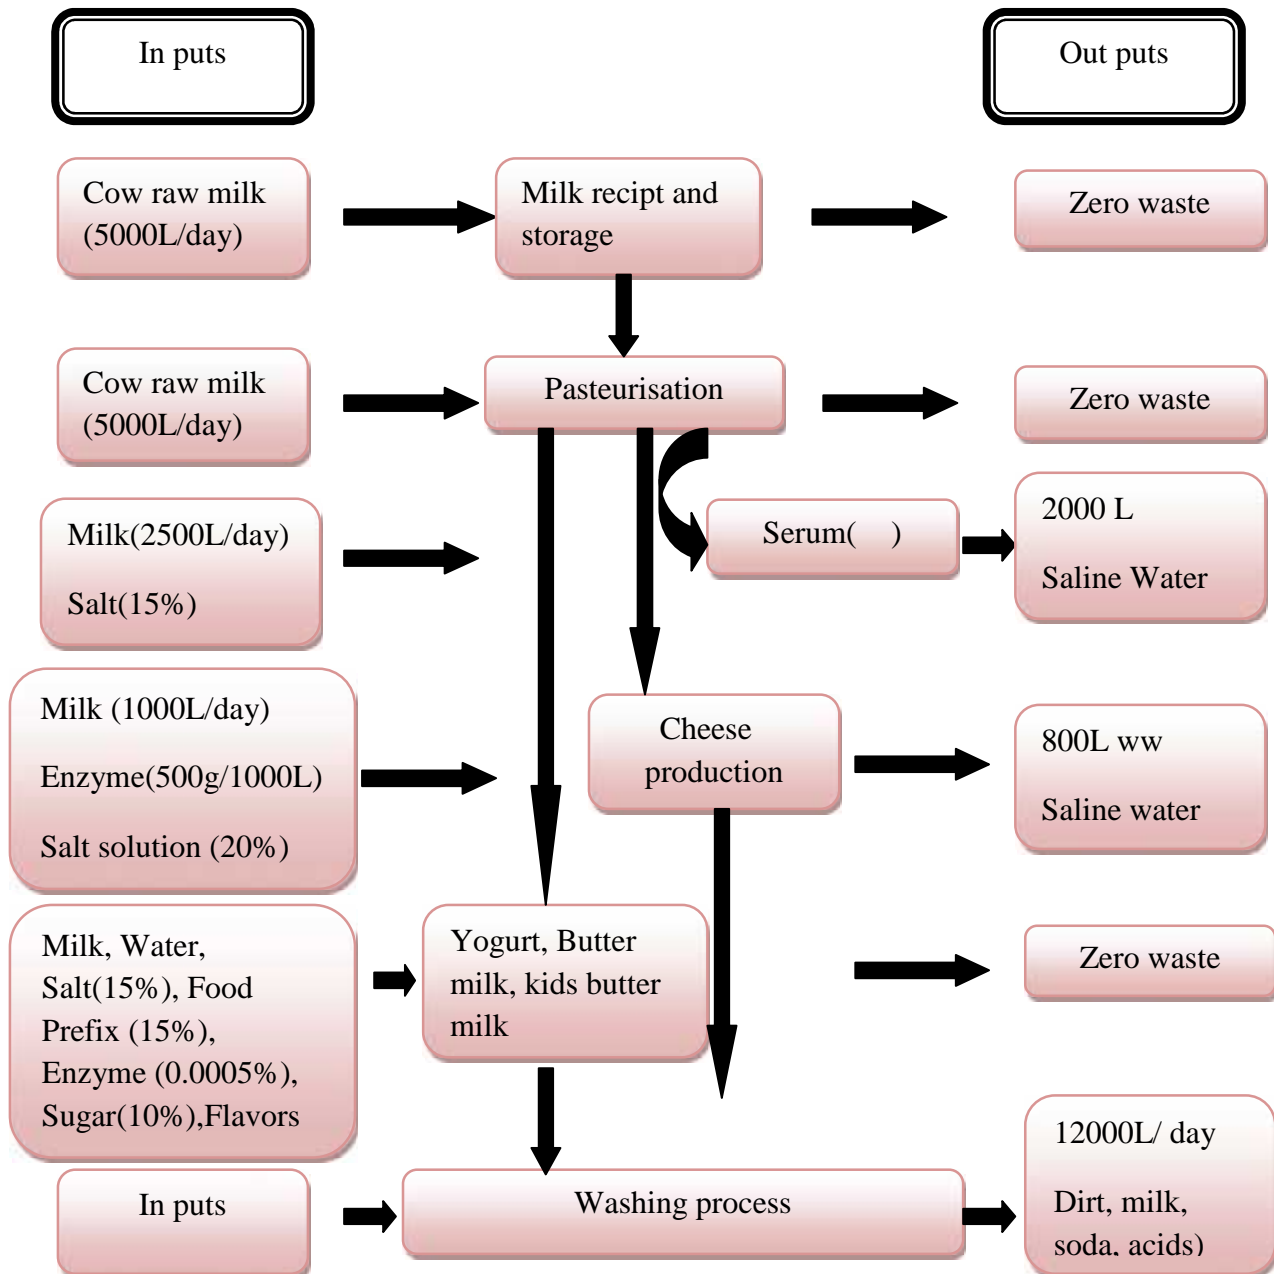 In puts
Out puts
Cow raw milk
(5000L/day)
Milk recipt and
storage
Zero waste
Cow raw milk
(5000L/day)
Pasteurisation
Zero waste
Milk(2500L/day)
Salt(15%)
Serum(    )
2000 L
Saline Water
Milk (1000L/day)
Enzyme(500g/1000L)
Salt solution (20%)
Cheese
production
800L ww
Saline water
Milk, Water,
Salt(15%), Food
Prefix (15%),
Enzyme (0.0005%),
Sugar(10%),Flavors
Yogurt, Butter
milk, kids butter
milk
Zero waste
In puts
Washing process
12000L/ day
Dirt, milk,
soda, acids)